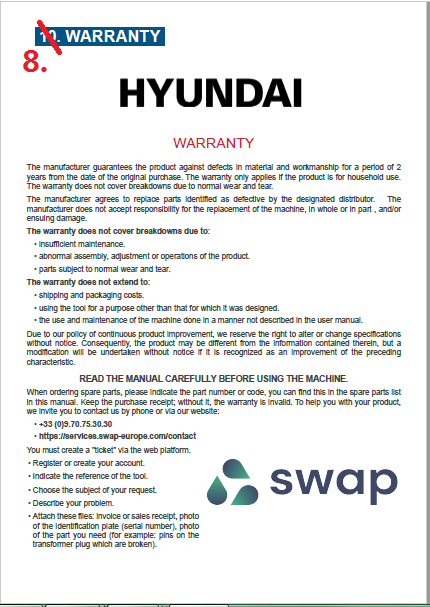 10. WARRANTY
8.
HYUNDAI
WARRANTY
The manufacturer guarantees the product against defects in material and workmanship for a period of 2
years from the date of the original purchase. The warranty only applies if the product is for household use.
The warranty does not cover breakdowns due to normal wear and tear.
The manufacturer agrees to replace parts identified as defective by the designated distributor. The
manufacturer does not accept responsibility for the replacement of the machine, in whole or in part , and/or
ensuing damage.
The warranty does not cover breakdowns due to:
• insufficient maintenance.
• abnormal assembly, adjustment or operations of the product.
• parts subject to normal wear and tear.
The warranty does not extend to:
• shipping and packaging costs.
• using the tool for a purpose other than that for which it was designed.
• the use and maintenance of the machine done in a manner not described in the user manual.
Due to our policy of continuous product improvement, we reserve the right to alter or change specifications
without notice. Consequently, the product may be different from the information contained therein, but a
modification will be undertaken without notice if it is recognized as an improvement of the preceding
characteristic.
READ THE MANUAL CAREFULLY BEFORE USING THE MACHINE.
When ordering spare parts, please indicate the part number or code, you can find this in the spare parts list
in this manual. Keep the purchase receipt; without it, the warranty is invalid. To help you with your product,
we invite you to contact us by phone or via our website:
• +33 (0)9.70.75.30.30
• https://services.swap-europe.com/contact
You must create a "ticket" via the web platform.
• Register or create your account.
• Indicate the reference of the tool.
• Choose the subject of your request.
• Describe your problem.
• Attach these files: invoice or sales receipt, photo
of the identification plate (serial number), photo
of the part you need (for example: pins on the
transformer plug which are broken).
swap